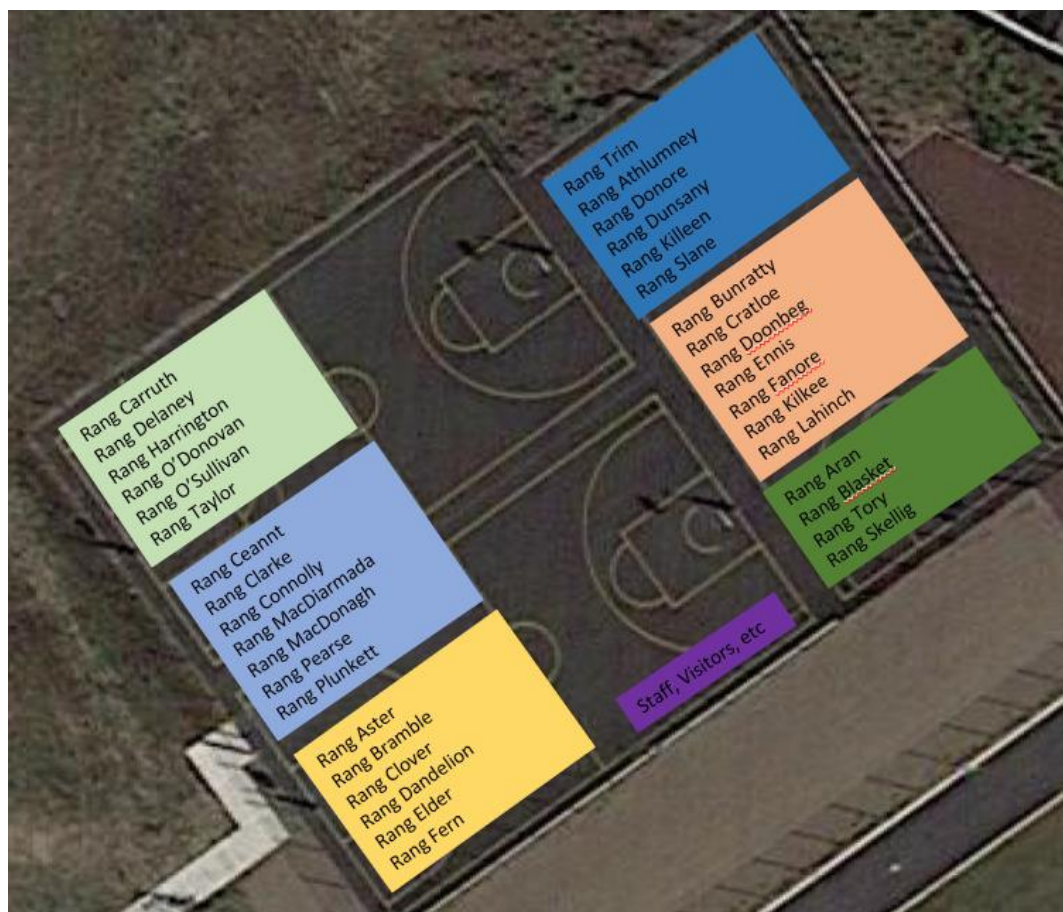 Rang Trim
Rang Athlumney
Rang Donore
Rang Dunsany
Rang Killeen
Rang Slane
Rang Bunratty
Rang Cratloe
Rang Doonbeg
Rang Ennis
Rang Fanore
Rang Kilkee
Rang Lahinch
Rang Aran
Rang Blasket
Rang Tory
Rang Skellig
Rang Carruth
Rang Delaney
Rang Harrington
Rang O’Donovan
Rang O’Sullivan
Rang Taylor
Rang Ceannt
Rang Clarke
Rang Connolly
Rang MacDiarmada
Rang MacDonagh
Rang Pearse
Rang Plunkett
Rang Aster
Rang Bramble
Rang Clover
Rang Dandelion
Rang Elder
Rang Fern
Staff, Visitors, etc